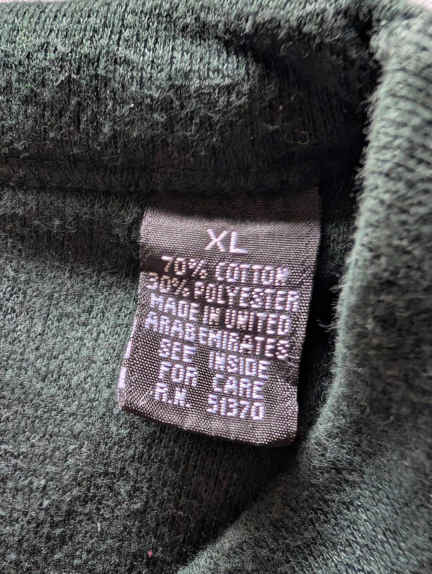 XL
70% COTTON
30% POLYESTER
MADE IN UNITED
ARAB EMIRATES
SEE INSIDE
FOR CARE
R.N. 51370